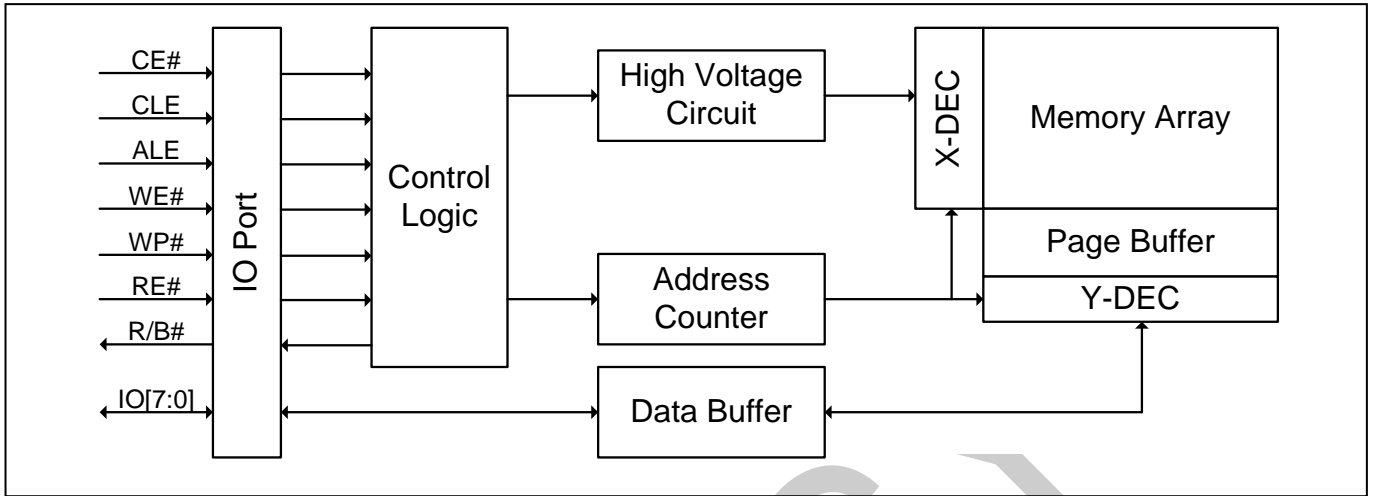 CE#
CLE
ALE
WE#
WP#
RE#
R/B#
IO[7:0]
IO Port
Control
Logic
High Voltage
Circuit
Address
Counter
Data Buffer
X-DEC
Memory Array
Page Buffer
Y-DEC